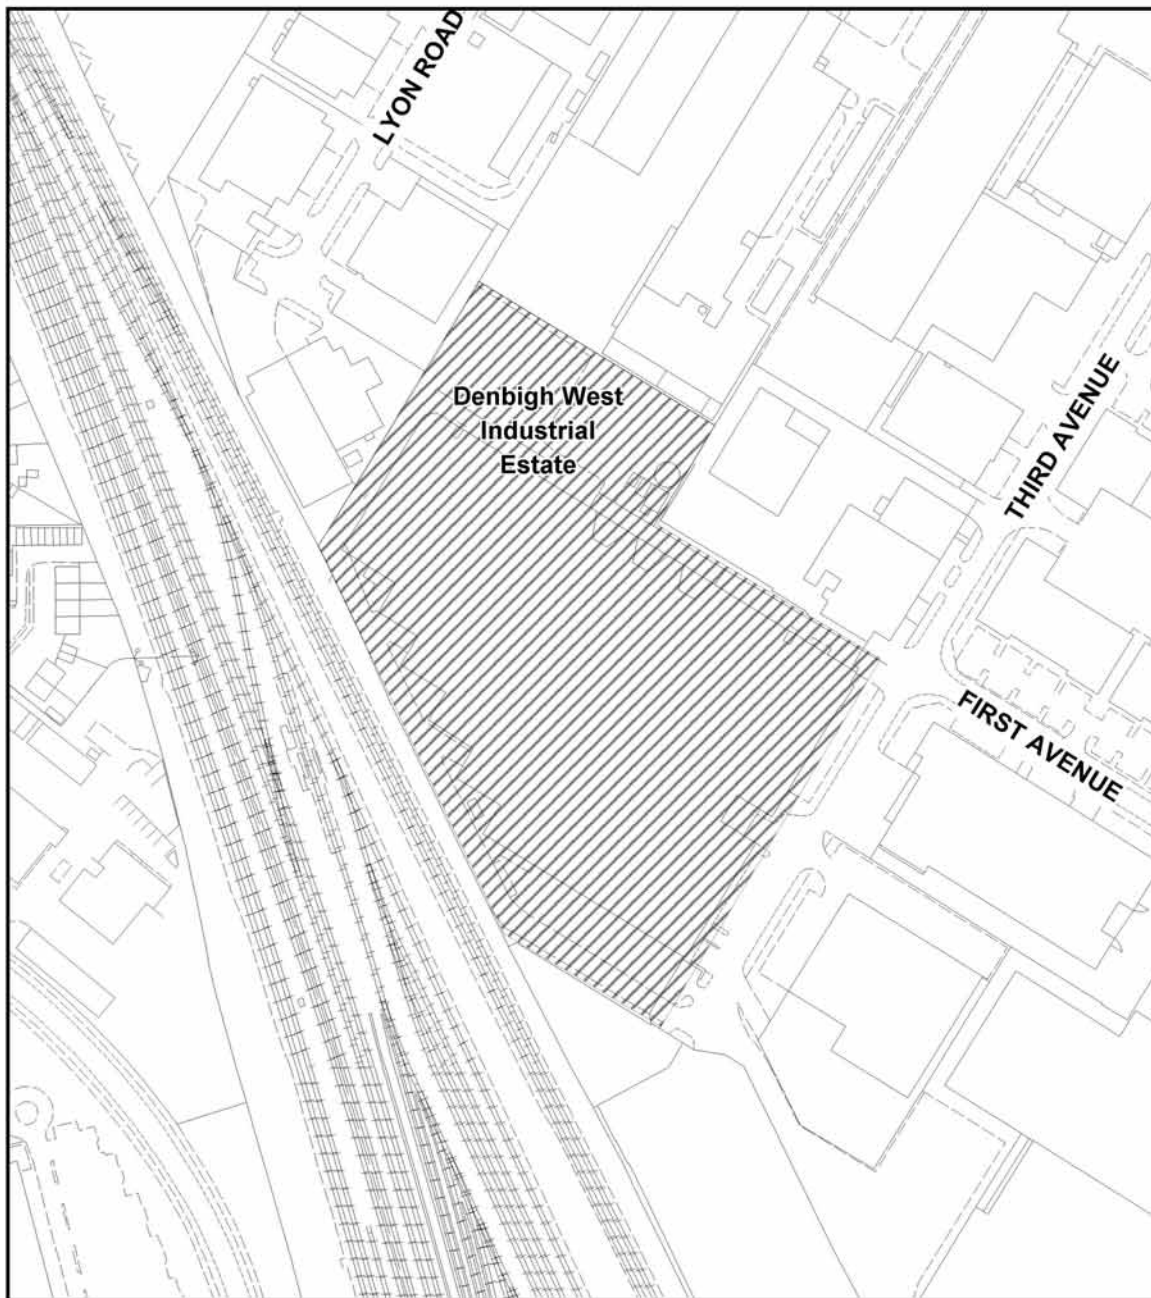 LYON ROAD
Denbigh West
Industrial
Estate
THIRD AVENUE
FIRST AVENUE